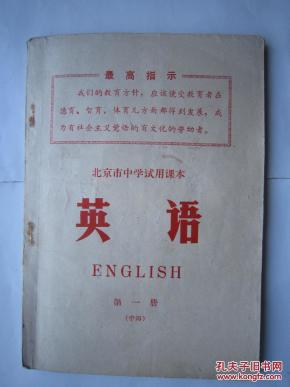 最高指示
我们的教育方针，应该使受教育者在
德育、智育、体育几方面都得到发展，成
为有社会主义觉悟的有文化的劳动者。
北京市中学试用课本
英语
ENGLISH
第一册
孔夫子旧书网